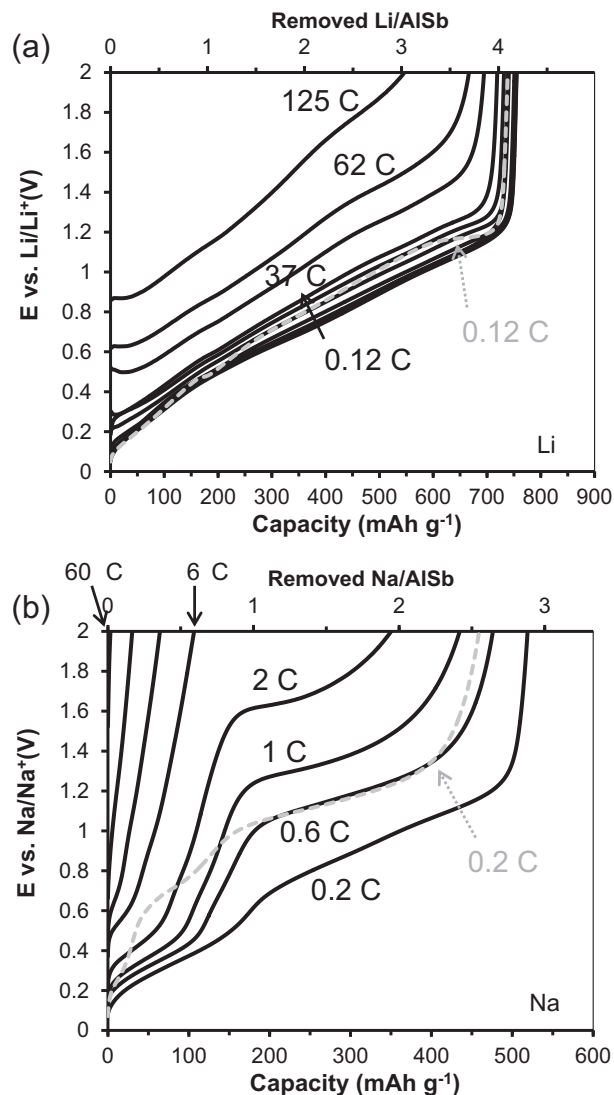 (a)
Removed Li/AlSb
0 1 2 3 4
2
1.8
1.6
1.4
1.2
1
0.8
0.6
0.4
0.2
0
E vs. Li/Li⁺(V)
125 C
62 C
37 C
0.12 C
0.12 C
Li
0 100 200 300 400 500 600 700 800 900
Capacity (mAh g⁻¹)
60 C 6 C
(b)
Removed Na/AlSb
0 1 2 3
2
1.8
1.6
1.4
1.2
1
0.8
0.6
0.4
0.2
0
E vs. Na/Na⁺(V)
2 C
1 C
0.6 C
0.2 C
0.2 C
Na
0 100 200 300 400 500 600
Capacity (mAh g⁻¹)